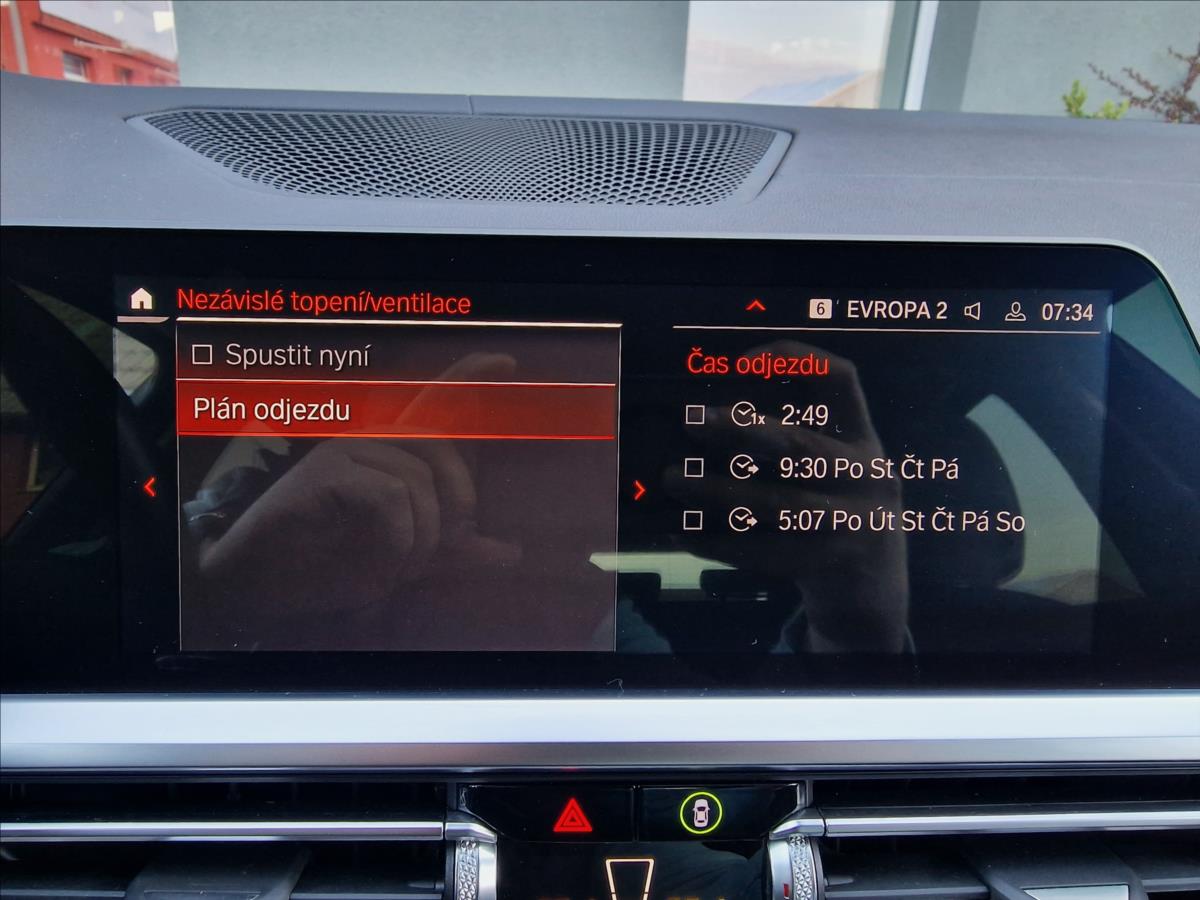 Nezávislé topení/ventilace
6 EVROPA 2 07:34
Spustit nyní
Plán odjezdu
Čas odjezdu
1x 2:49
9:30 Po St Čt Pá
5:07 Po Út St Čt Pá So